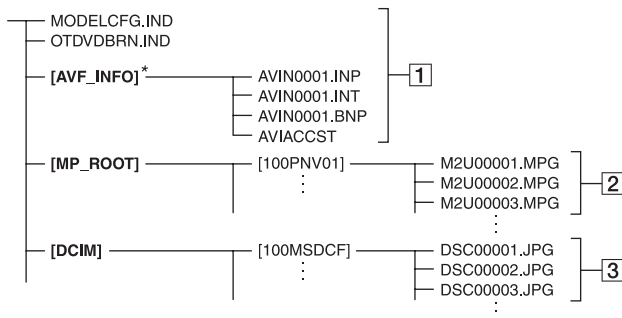 MODELCFG.IND
OTDVDBRN.IND
[AVF_INFO]*
AVIN0001.INP
AVIN0001.INT
AVIN0001.BNP
AVIACCST
1
[MP_ROOT]
[100PNV01]
M2U00001.MPG
M2U00002.MPG
M2U00003.MPG
2
[DCIM]
[100MSDCF]
DSC00001.JPG
DSC00002.JPG
DSC00003.JPG
3